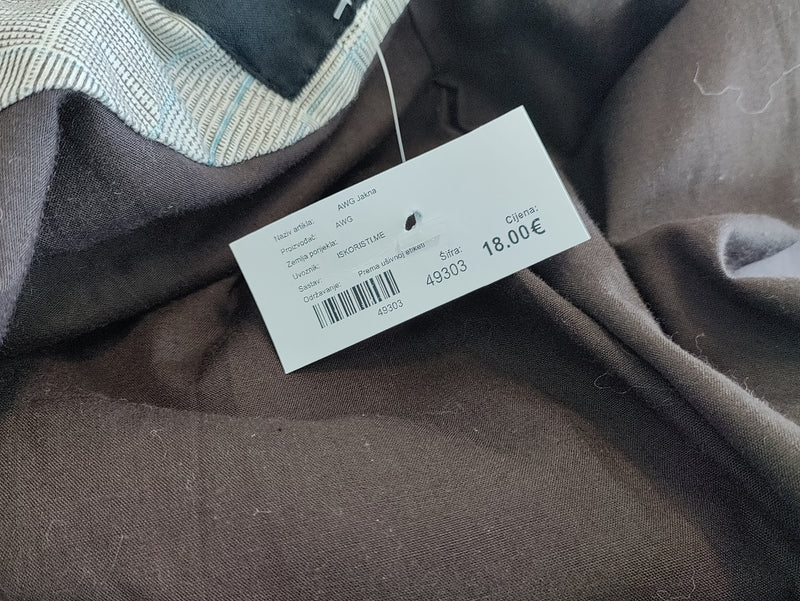 Naziv artikla: AWG Jakna
Proizvođač: AWG
Zemlja porijekla:
Uvoznik: ISKORISTI.ME
Sastav:
Održavanje: Prema ušivnoj etiketi
49303
Šifra:
49303
Cijena:
18.00€